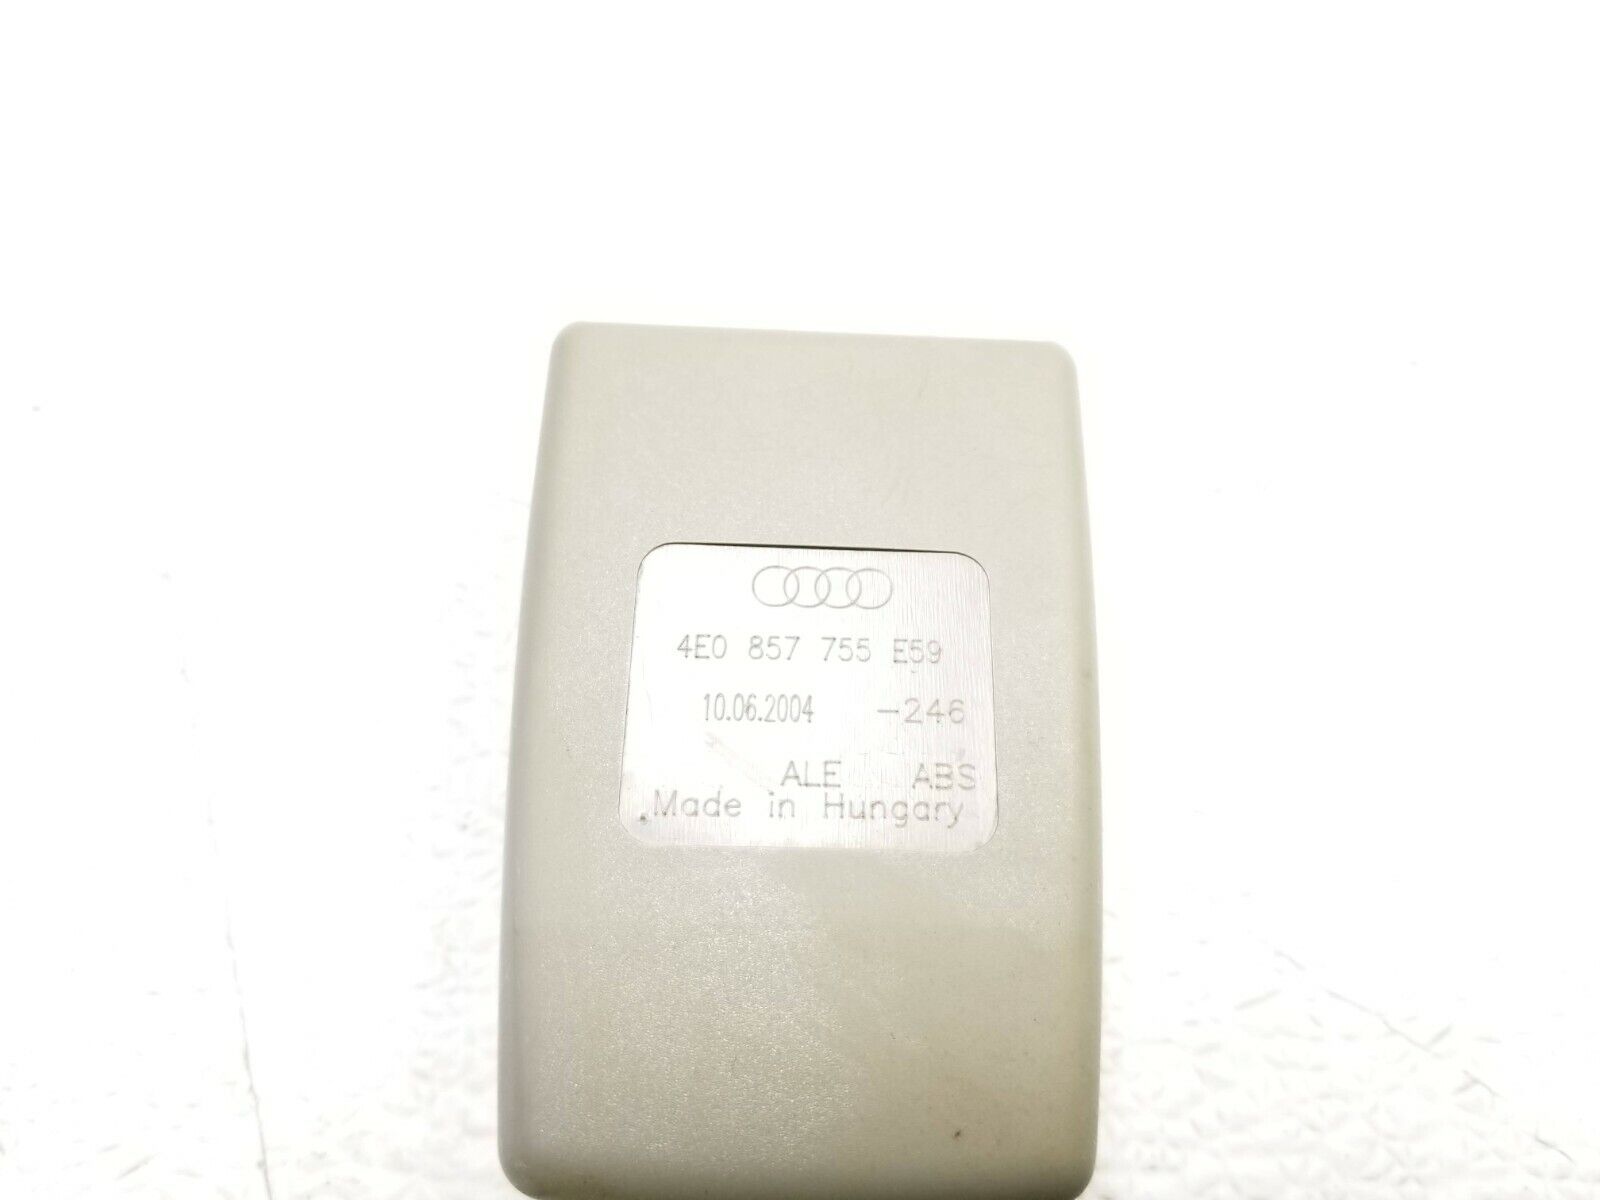 4E0 857 755 E59
10.06.2004 -246
ALE ABS
Made in Hungary